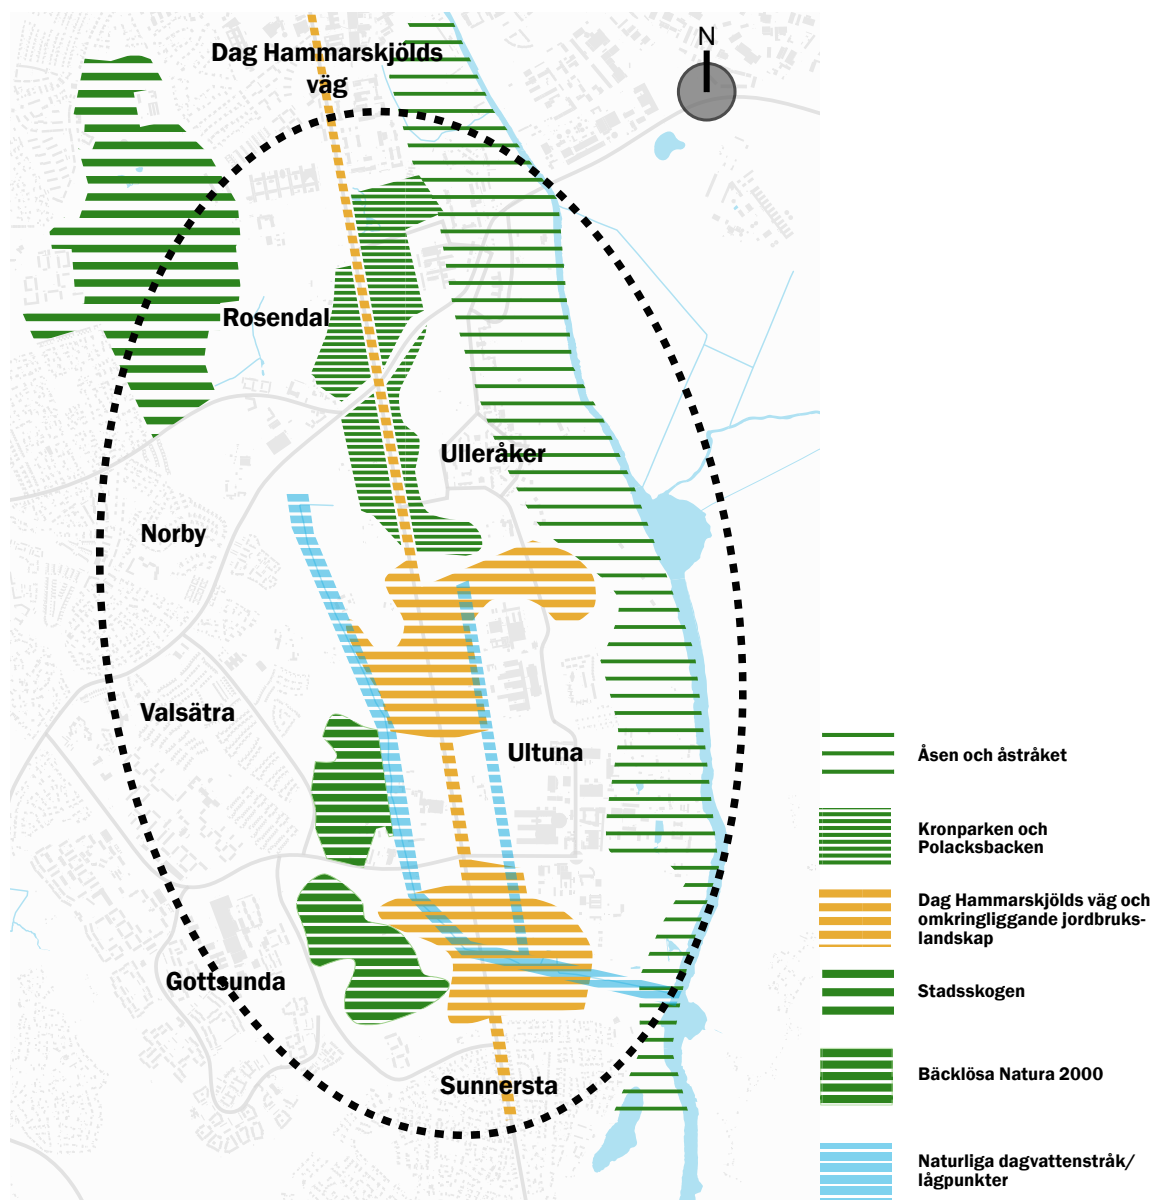 Dag Hammarskjölds
väg
N
Rosendal
Ulleråker
Norby
Valsätra
Ultuna
Gottsunda
Sunnersta
Åsen och åstråket
Kronparken och
Polacksbacken
Dag Hammarskjölds väg och
omkringliggande jordbruks-
landskap
Stadsskogen
Bäcklösa Natura 2000
Naturliga dagvattenstråk/
lågpunkter